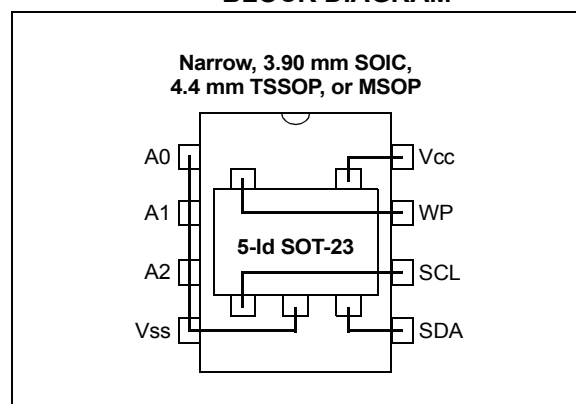 BLOCK DIAGRAM
Narrow, 3.90 mm SOIC,
4.4 mm TSSOP, or MSOP
A0
Vcc
A1
WP
5-ld SOT-23
A2
SCL
Vss
SDA